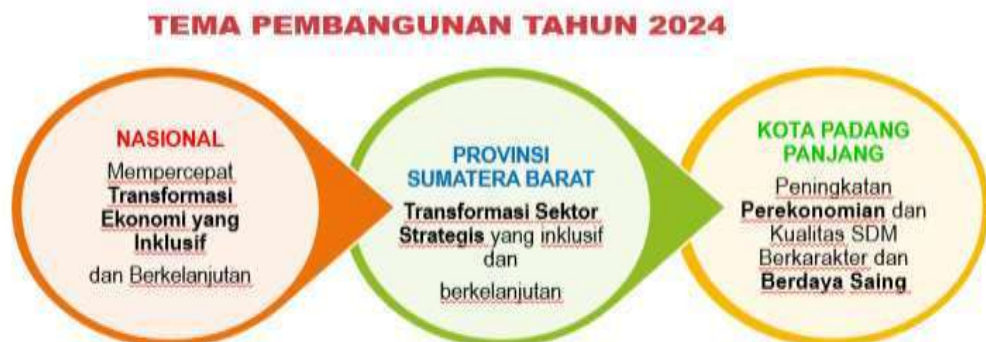 TEMA PEMBANGUNAN TAHUN 2024
NASIONAL
Mempercepat
Transformasi
Ekonomi yang
Inklusif
dan Berkelanjutan
PROVINSI
SUMATERA BARAT
Transformasi Sektor
Strategis yang inklusif
dan
berkelanjutan
KOTA PADANG
PANJANG
Peningkatan
Perekonomian dan
Kualitas SDM
Berkarakter dan
Berdaya Saing